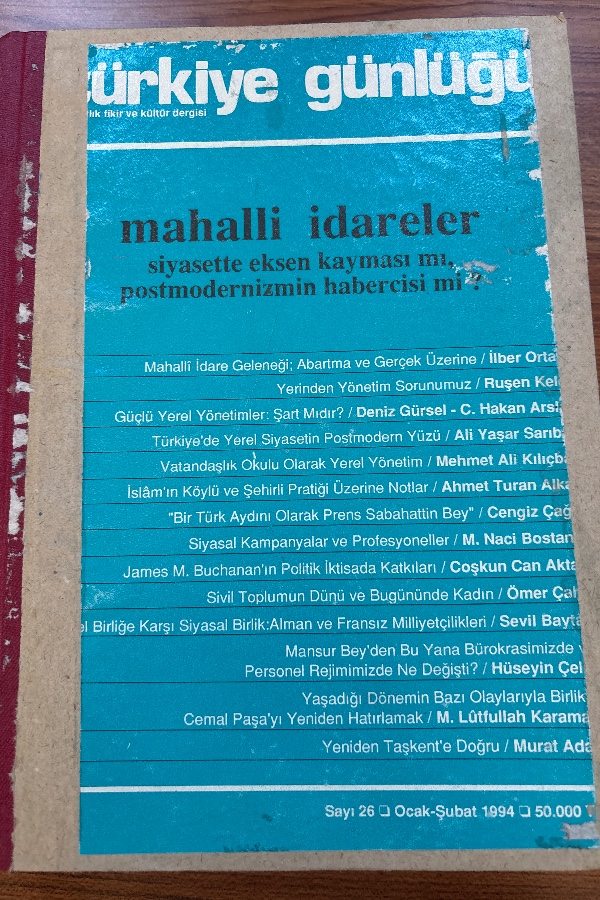 türkiye günlüğü
ylık fikir ve kültür dergisi
mahalli idareler
siyasette eksen kayması mı,
postmodernizmin habercisi mi ?
Mahallî İdare Geleneği; Abartma ve Gerçek Üzerine / İlber Orta
Yerinden Yönetim Sorunumuz / Ruşen Kele
Güçlü Yerel Yönetimler: Şart Mıdır? / Deniz Gürsel - C. Hakan Arsl
Türkiye'de Yerel Siyasetin Postmodern Yüzü / Ali Yaşar Sarıb
Vatandaşlık Okulu Olarak Yerel Yönetim / Mehmet Ali Kılıçba
İslâm'ın Köylü ve Şehirli Pratiği Üzerine Notlar / Ahmet Turan Alka
"Bir Türk Aydını Olarak Prens Sabahattin Bey" / Cengiz Çağ
Siyasal Kampanyalar ve Profesyoneller / M. Naci Bostan
James M. Buchanan'ın Politik İktisada Katkıları / Coşkun Can Akta
Sivil Toplumun Dünü ve Bugününde Kadın / Ömer Çah
el Birliğe Karşı Siyasal Birlik:Alman ve Fransız Milliyetçilikleri / Sevil Bayta
Mansur Bey'den Bu Yana Bürokrasimizde v
Personel Rejimimizde Ne Değişti? / Hüseyin Çel
Yaşadığı Dönemin Bazı Olaylarıyla Birlik
Cemal Paşa'yı Yeniden Hatırlamak / M. Lûtfullah Karama
Yeniden Taşkent'e Doğru / Murat Ada
Sayı 26 ❏ Ocak-Şubat 1994 ❏ 50.000 T